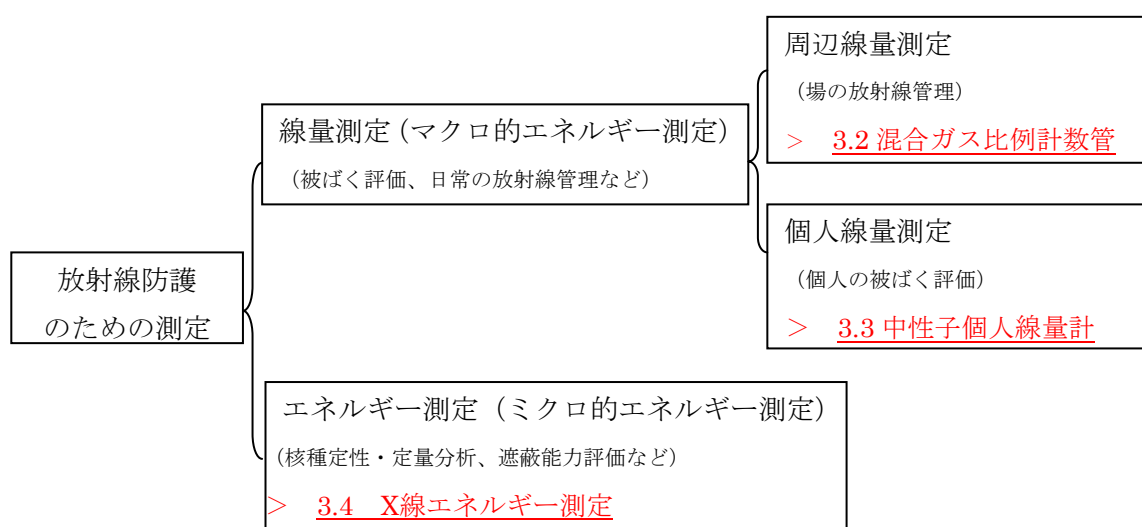 放射線防護
のための測定
線量測定（マクロ的エネルギー測定）
（被ばく評価、日常の放射線管理など）
周辺線量測定
（場の放射線管理）
> 3.2 混合ガス比例計数管
個人線量測定
（個人の被ばく評価）
> 3.3 中性子個人線量計
エネルギー測定（ミクロ的エネルギー測定）
（核種定性・定量分析、遮蔽能力評価など）
> 3.4　X線エネルギー測定